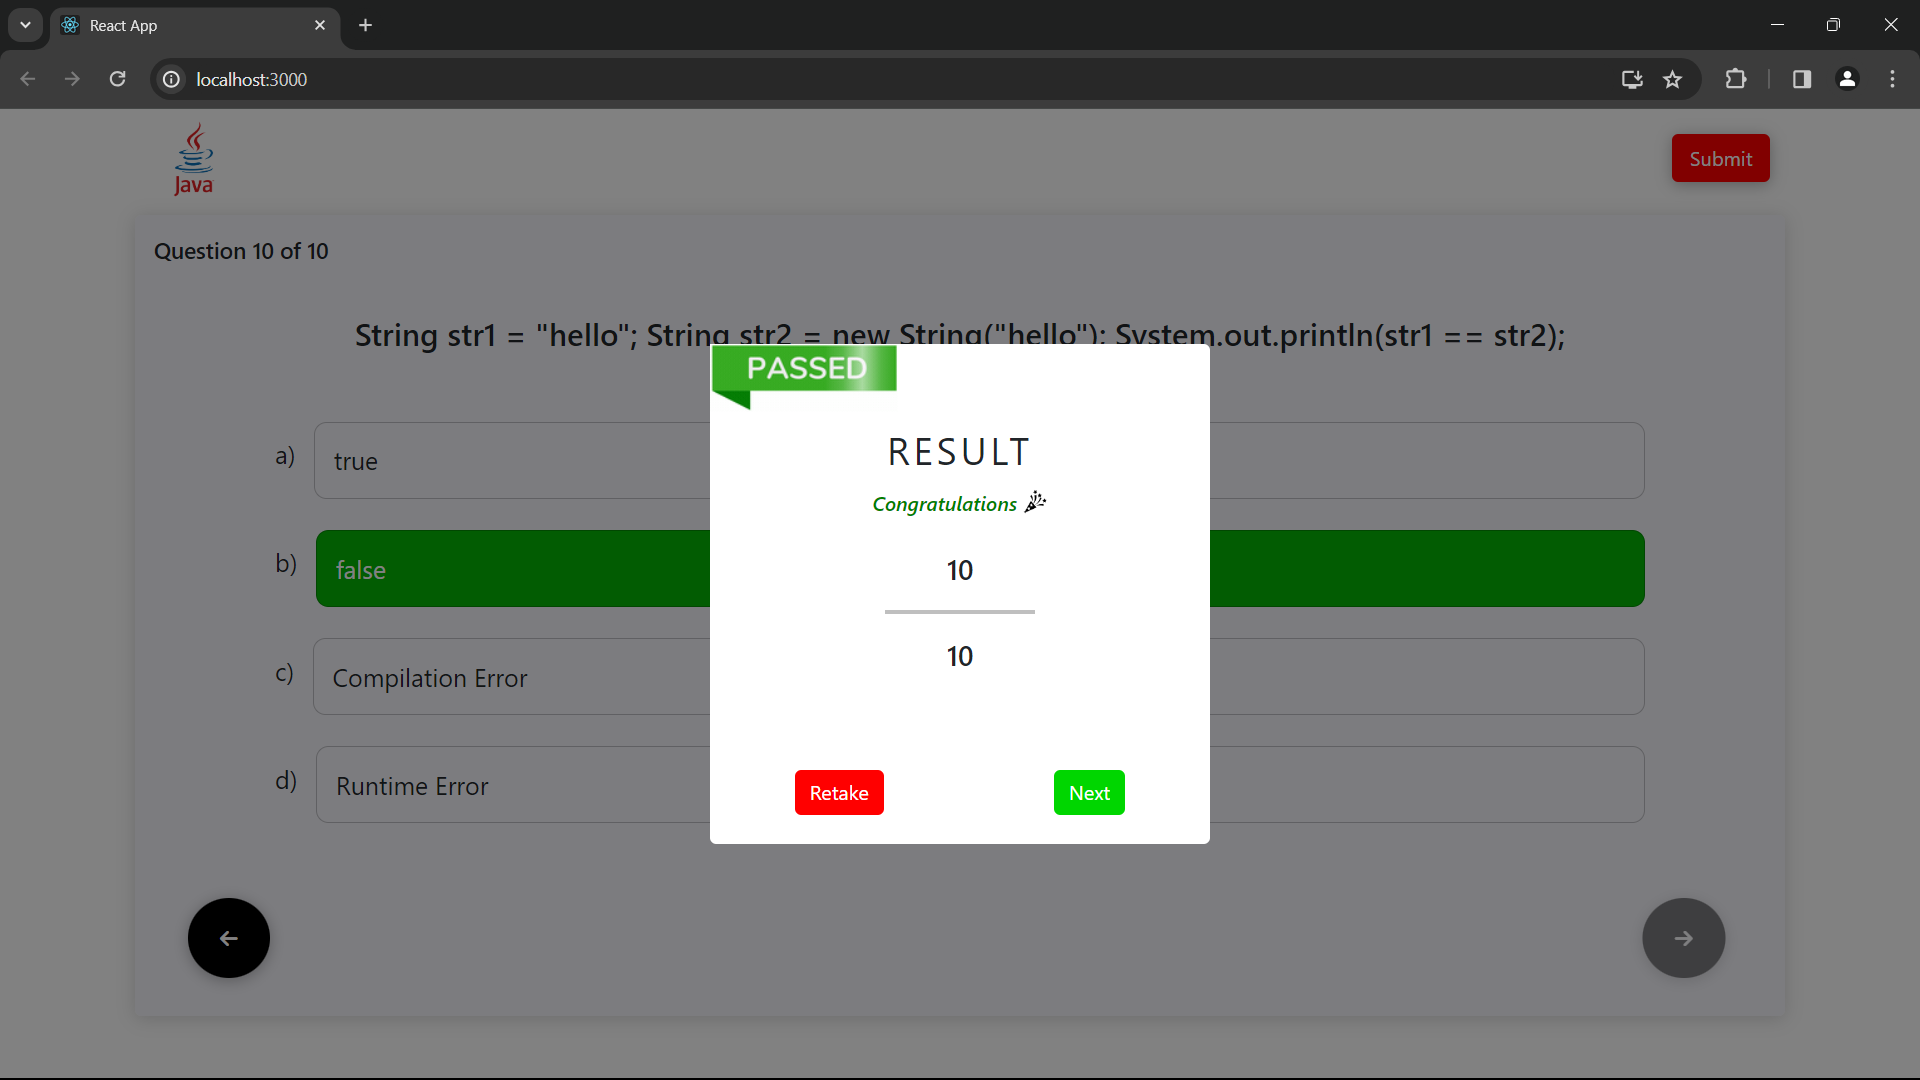 React App
localhost:3000
Java
Submit
Question 10 of 10
String str1 = "hello"; String str2 = new String("hello"); System.out.println(str1 == str2);
PASSED
RESULT
Congratulations
10
10
a) true
b) false
c) Compilation Error
d) Runtime Error
Retake
Next